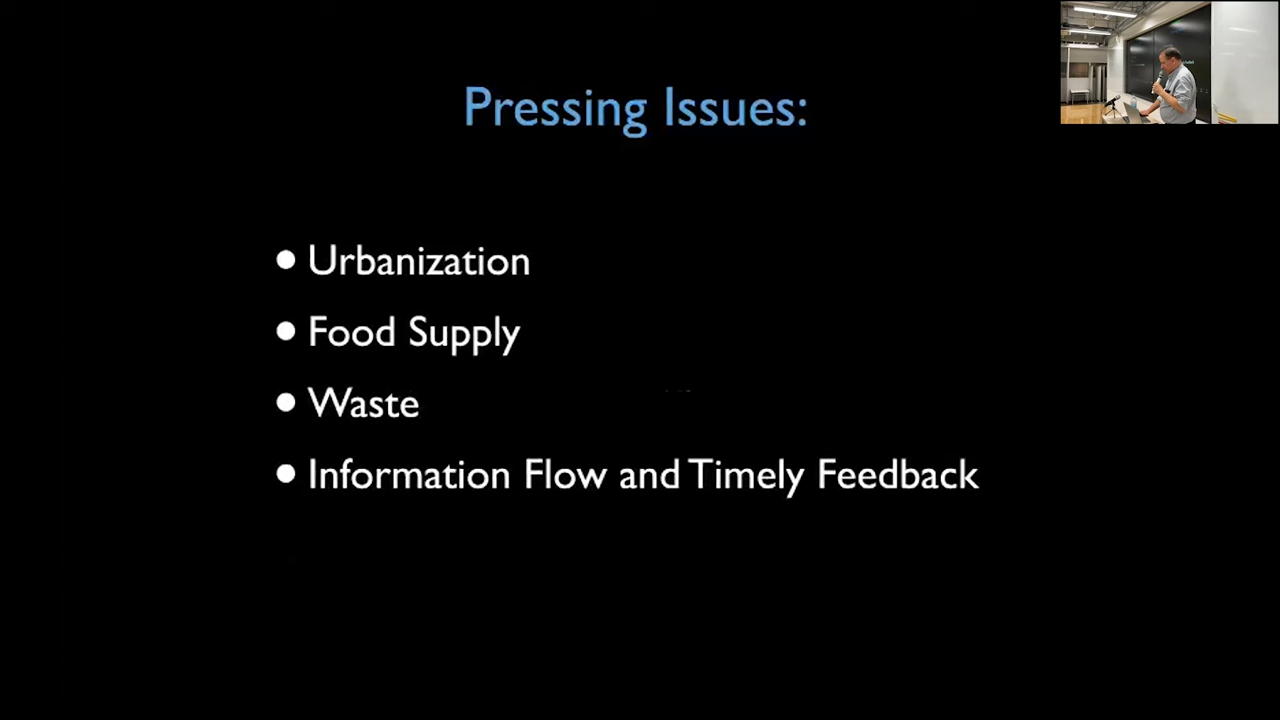 Pressing Issues:
• Urbanization
• Food Supply
• Waste
• Information Flow and Timely Feedback